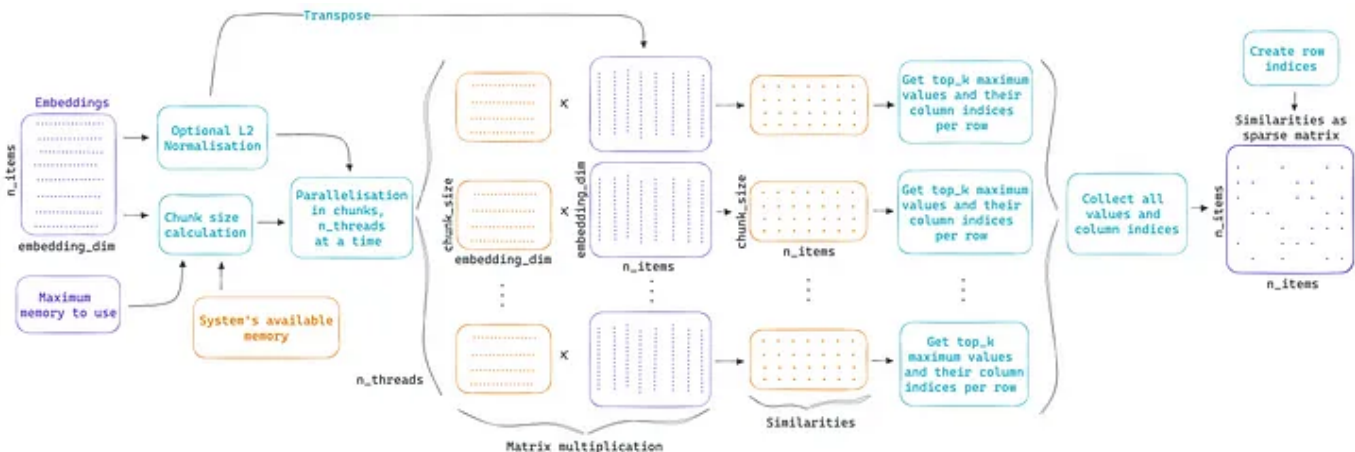 Transpose
Embeddings
n_items
embedding_dim
Optional L2
Normalisation
Chunk size
calculation
Maximum
memory to use
System's available
memory
Parallelisation
in chunks,
n_threads
at a time
n_threads
x
chunk_size
embedding_dim
x
embedding_dim
n_items
x
Matrix multiplication
chunk_size
n_items
Similarities
Get top_k maximum
values and their
column indices
per row
Get top_k maximum
values and their
column indices
per row
Get top_k
maximum values
and their column
indices per row
Collect all
values and
column indices
Create row
indices
Similarities as
sparse matrix
n_items
n_items